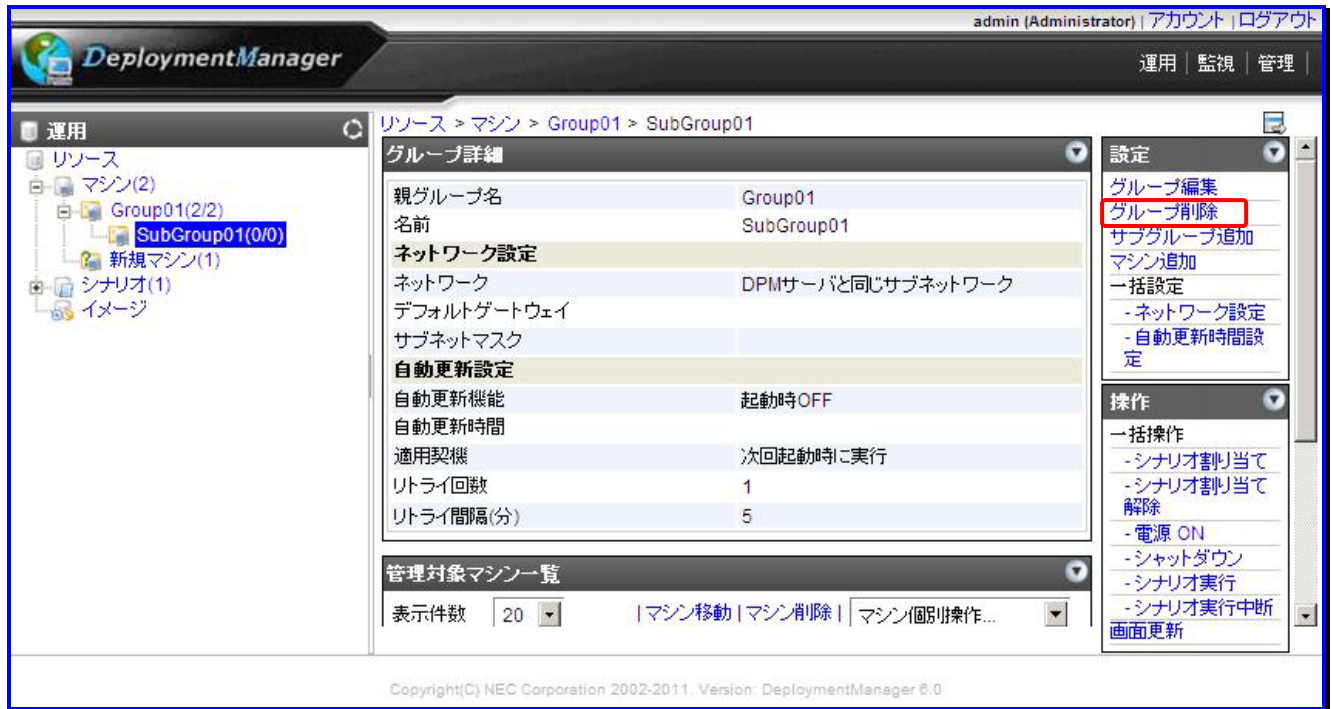 admin (Administrator) | アカウント | ログアウト
DeploymentManager
運用 | 監視 | 管理 |
運用
リソース
マシン(2)
Group01(2/2)
SubGroup01(0/0)
新規マシン(1)
シナリオ(1)
イメージ
リソース > マシン > Group01 > SubGroup01
グループ詳細
親グループ名 Group01
名前 SubGroup01
ネットワーク設定
ネットワーク DPMサーバと同じサブネットワーク
デフォルトゲートウェイ
サブネットマスク
自動更新設定
自動更新機能 起動時OFF
自動更新時間
適用契機 次回起動時に実行
リトライ回数 1
リトライ間隔(分) 5
管理対象マシン一覧
表示件数 20 | マシン移動 | マシン削除 | マシン個別操作...
設定
グループ編集
グループ削除
サブグループ追加
マシン追加
一括設定
- ネットワーク設定
- 自動更新時間設
定
操作
一括操作
- シナリオ割り当て
- シナリオ割り当て
解除
- 電源 ON
- シャットダウン
- シナリオ実行
- シナリオ実行中断
画面更新
Copyright(C) NEC Corporation 2002-2011. Version: DeploymentManager 6.0